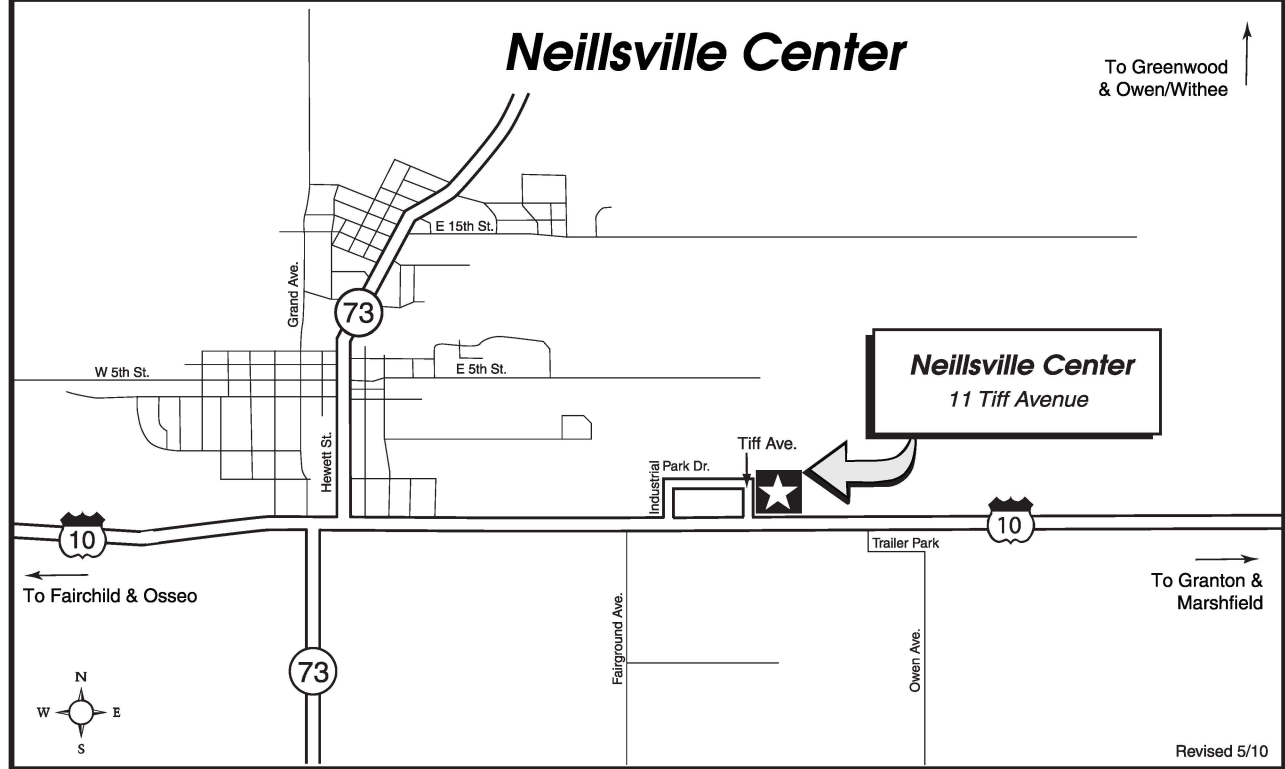 Neillsville Center
To Greenwood
& Owen/Withee
E 15th St.
Grand Ave.
73
W 5th St.
E 5th St.
Neillsville Center
11 Tiff Avenue
Hewett St.
Tiff Ave.
Industrial
Park Dr.
10
10
Trailer Park
To Fairchild & Osseo
To Granton &
Marshfield
Fairground Ave.
Owen Ave.
73
N
W
E
S
Revised 5/10